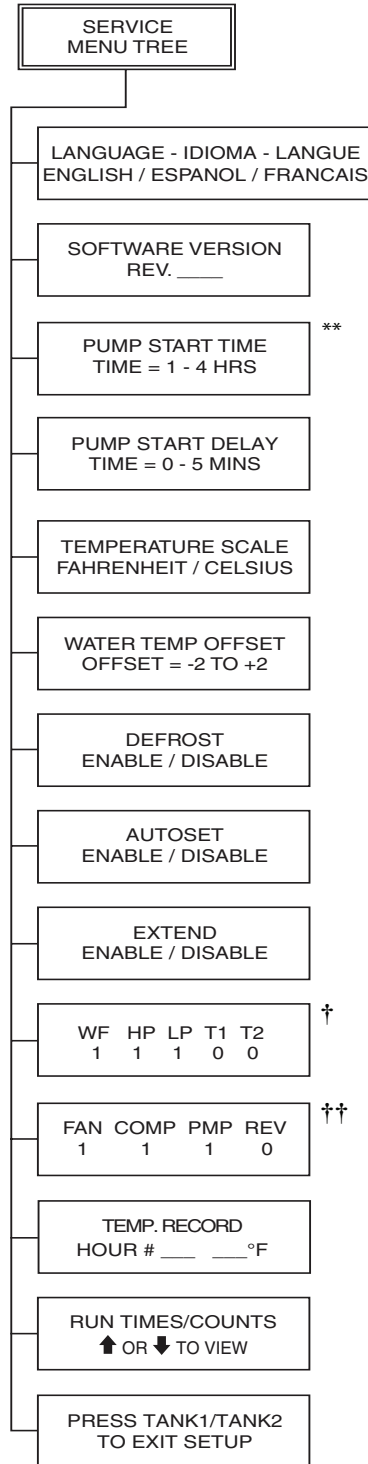 SERVICE
MENU TREE
LANGUAGE - IDIOMA - LANGUE
ENGLISH / ESPANOL / FRANCAIS
SOFTWARE VERSION
REV. ____
PUMP START TIME
TIME = 1 - 4 HRS
**
PUMP START DELAY
TIME = 0 - 5 MINS
TEMPERATURE SCALE
FAHRENHEIT / CELSIUS
WATER TEMP OFFSET
OFFSET = -2 TO +2
DEFROST
ENABLE / DISABLE
AUTOSET
ENABLE / DISABLE
EXTEND
ENABLE / DISABLE
WF HP LP T1 T2
1 1 1 0 0
†
FAN COMP PMP REV
1 1 1 0
††
TEMP. RECORD
HOUR # ___ ___°F
RUN TIMES/COUNTS
⬆ OR ⬇ TO VIEW
PRESS TANK1/TANK2
TO EXIT SETUP